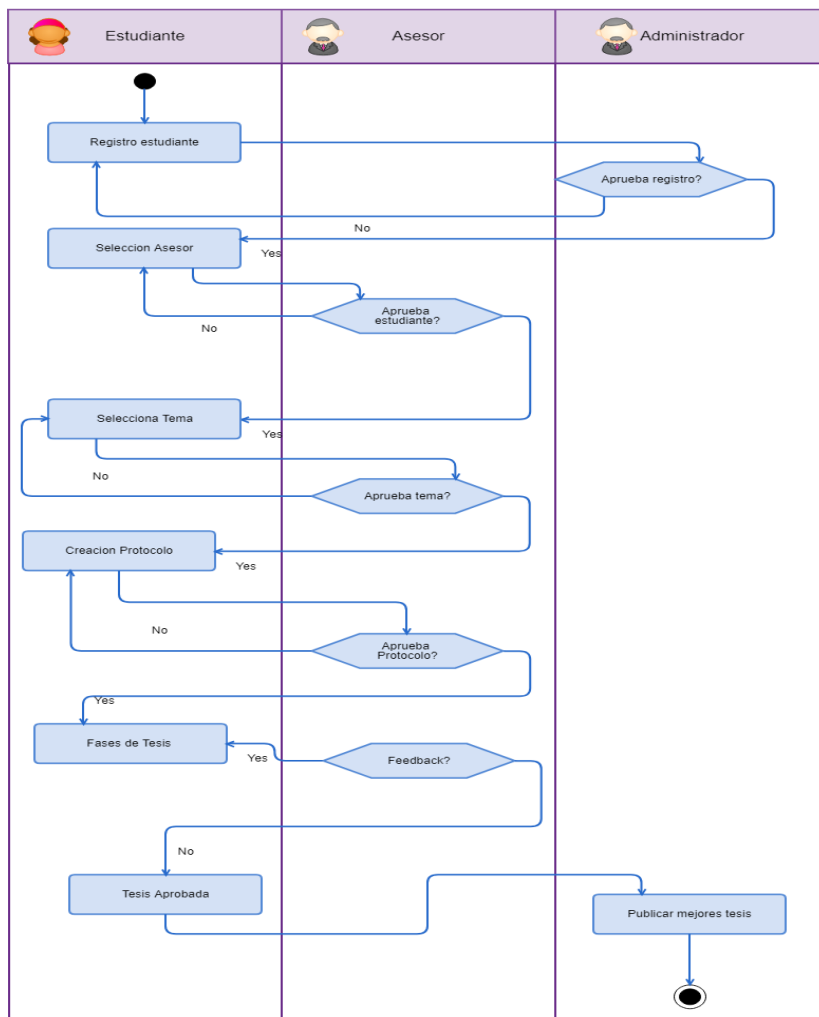 Estudiante
Asesor
Administrador
Registro estudiante
Aprueba registro?
No
Seleccion Asesor
Yes
Aprueba
estudiante?
No
Selecciona Tema
Yes
No
Aprueba tema?
Creacion Protocolo
Yes
No
Aprueba
Protocolo?
Yes
Fases de Tesis
Yes
Feedback?
No
Tesis Aprobada
Publicar mejores tesis